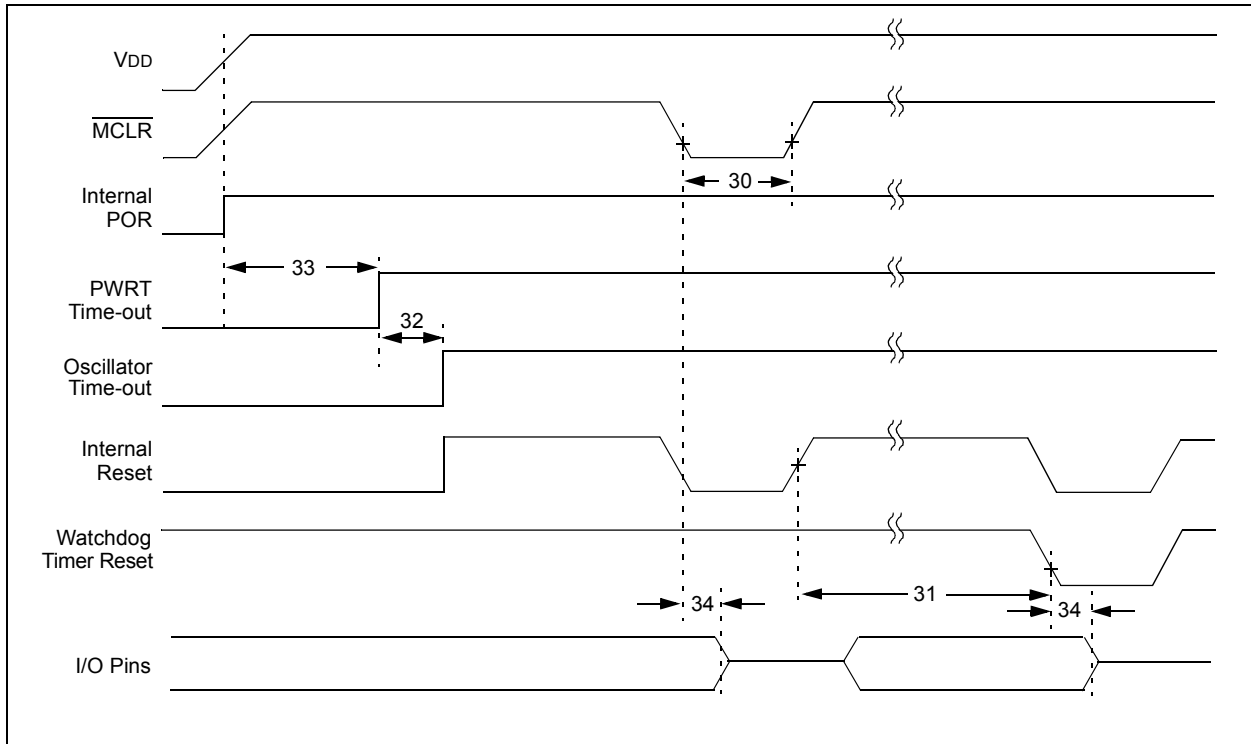 VDD
MCLR
30
Internal
POR
33
PWRT
Time-out
32
Oscillator
Time-out
Internal
Reset
Watchdog
Timer Reset
31
34
34
I/O Pins